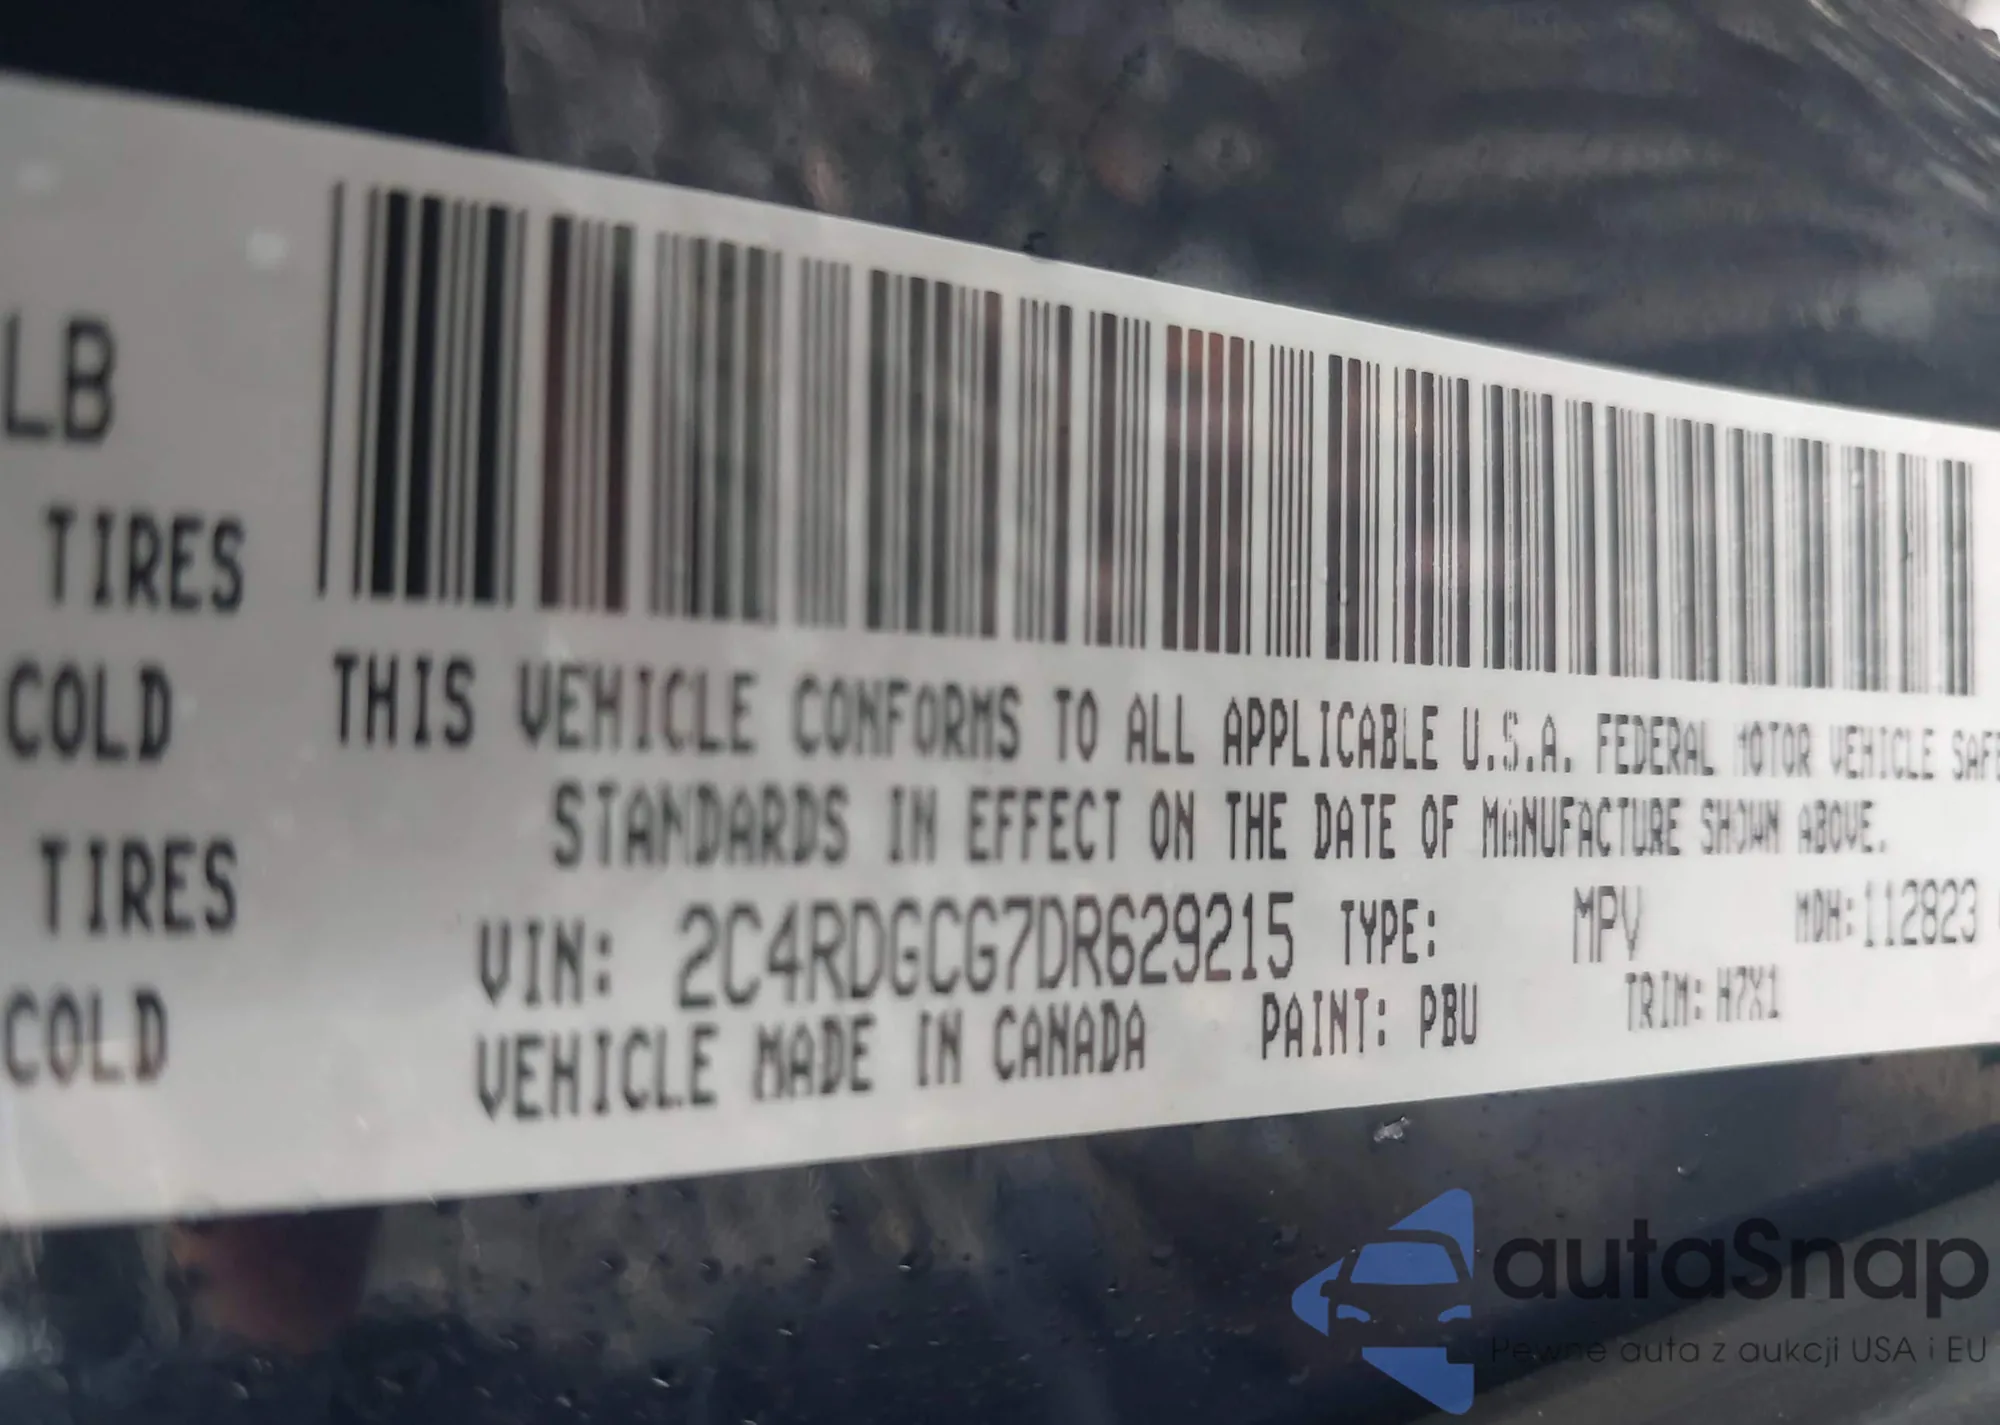 LB
TIRES
COLD
TIRES
COLD
THIS VEHICLE CONFORMS TO ALL APPLICABLE U.S.A. FEDERAL MOTOR VEHICLE SAFE
STANDARDS IN EFFECT ON THE DATE OF MANUFACTURE SHOWN ABOVE.
VIN: 2C4RDGCG7DR629215 TYPE: MPV MDH:112823
VEHICLE MADE IN CANADA PAINT: PBU TRIM: H7X1
autaSnap
Pewne auta z aukcji USA i EU